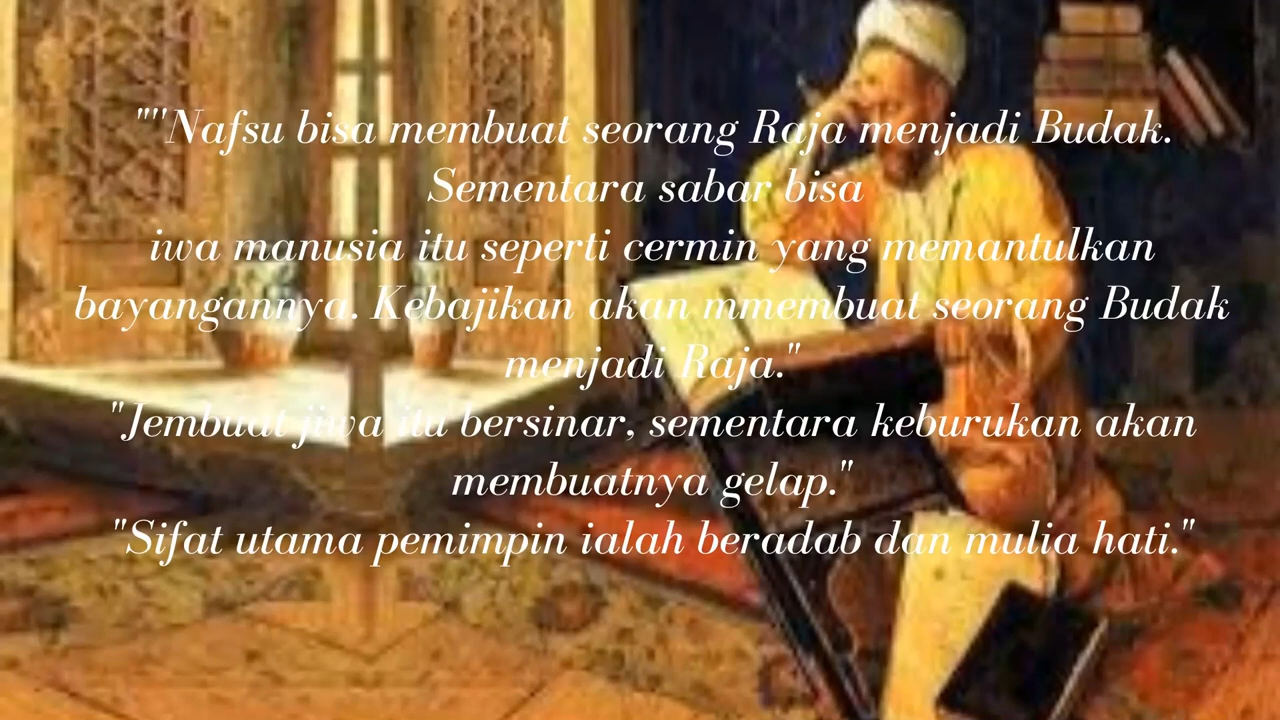 ""'Nafsu bisa membuat seorang Raja menjadi Budak.
Sementara sabar bisa
iwa manusia itu seperti cermin yang memantulkan
bayangannya. Kebajikan akan mmembuat seorang Budak
menjadi Raja."
"Jembuat jiwa itu bersinar, sementara keburukan akan
membuatnya gelap."
"Sifat utama pemimpin ialah beradab dan mulia hati."